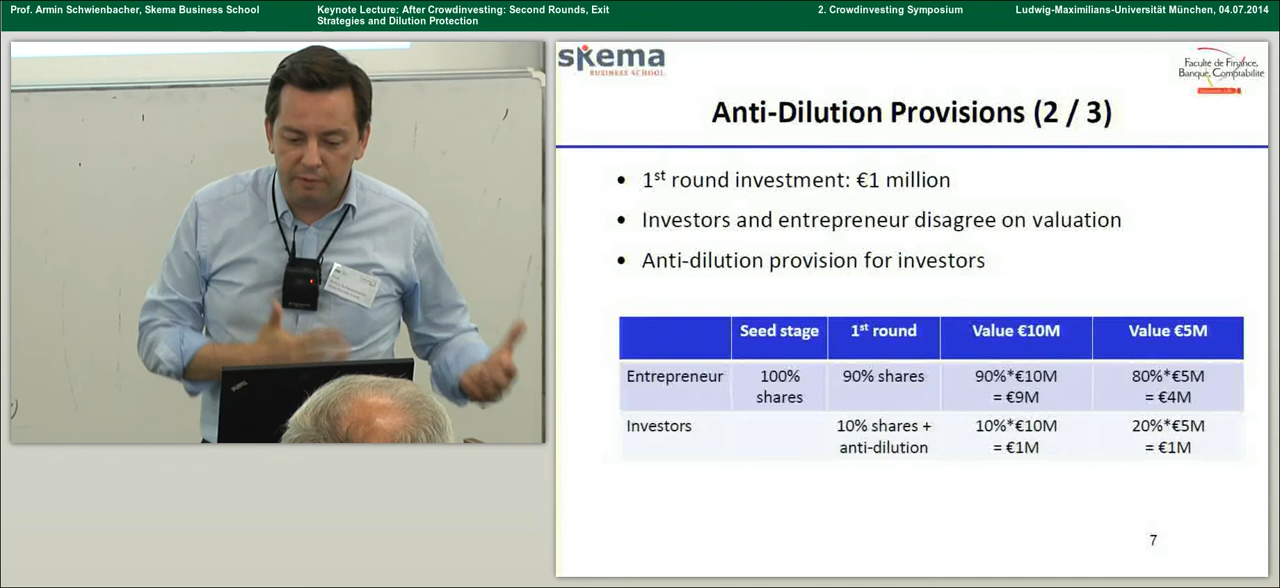 Prof. Armin Schwienbacher, Skema Business School
Keynote Lecture: After Crowdinvesting: Second Rounds, Exit
Strategies and Dilution Protection
2. Crowdinvesting Symposium
Ludwig-Maximilians-Universität München, 04.07.2014
skema
BUSINESS SCHOOL
Faculté de Finance,
Banque, Comptabilité
Anti-Dilution Provisions (2 / 3)
• 1st round investment: €1 million
• Investors and entrepreneur disagree on valuation
• Anti-dilution provision for investors
Seed stage 1st round Value €10M Value €5M
Entrepreneur 100% 90% shares 90%*€10M 80%*€5M
shares = €9M = €4M
Investors 10% shares + 10%*€10M 20%*€5M
anti-dilution = €1M = €1M
7